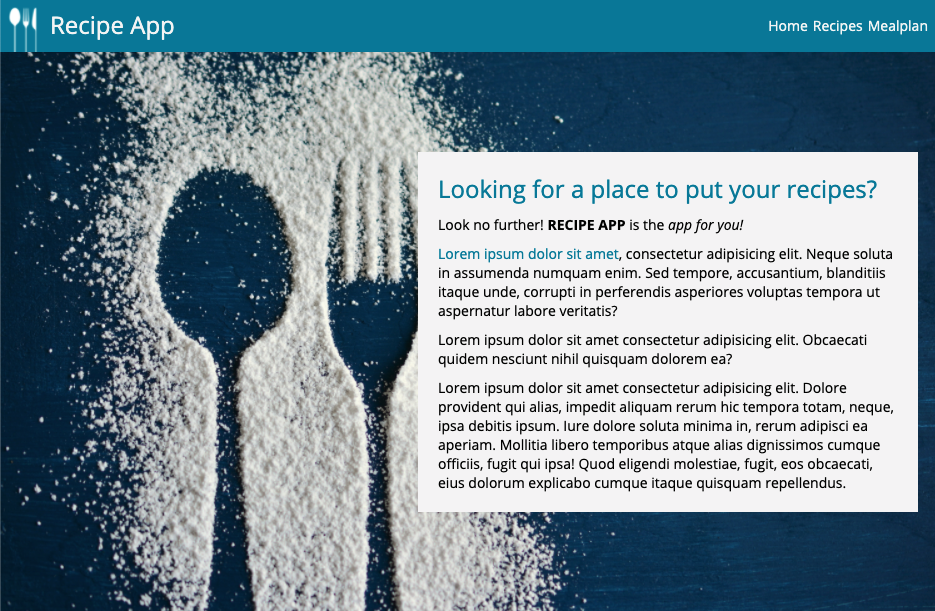 Recipe App
Home Recipes Mealplan
Looking for a place to put your recipes?
Look no further! RECIPE APP is the app for you!
Lorem ipsum dolor sit amet, consectetur adipisicing elit. Neque soluta
in assumenda numquam enim. Sed tempore, accusantium, blanditiis
itaque unde, corrupti in perferendis asperiores voluptas tempora ut
aspernatur labore veritatis?
Lorem ipsum dolor sit amet consectetur adipisicing elit. Obcaecati
quidem nesciunt nihil quisquam dolorem ea?
Lorem ipsum dolor sit amet consectetur adipisicing elit. Dolore
provident qui alias, impedit aliquam rerum hic tempora totam, neque,
ipsa debitis ipsum. Iure dolore soluta minima in, rerum adipisci ea
aperiam. Mollitia libero temporibus atque alias dignissimos cumque
officiis, fugit qui ipsa! Quod eligendi molestiae, fugit, eos obcaecati,
eius dolorum explicabo cumque itaque quisquam repellendus.